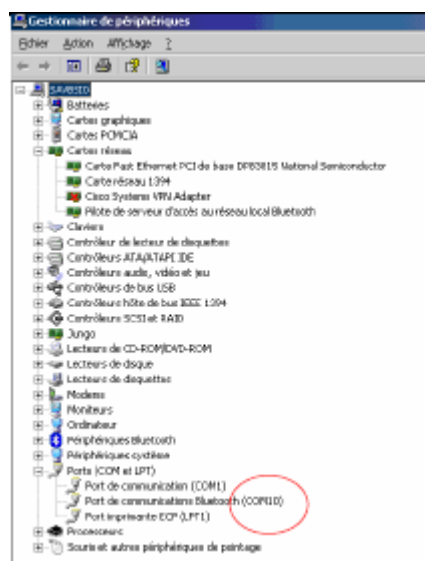 Gestionnaire de périphériques
Fichier Action Affichage ?
Batteries
Cartes graphiques
Cartes PCMCIA
Cartes réseau
Carte Fast Ethernet PCI de base DP83815 National Semiconductor
Carte réseau 1394
Cisco Systems VPN Adapter
Pilote de serveur d'accès au réseau local Bluetooth
Claviers
Contrôleur de lecteur de disquettes
Contrôleurs ATA/ATAPI IDE
Contrôleurs audio, vidéo et jeu
Contrôleurs de bus USB
Contrôleurs hôte de bus IEEE 1394
Contrôleurs SCSI et RAID
Jungo
Lecteurs de CD-ROM/DVD-ROM
Lecteurs de disque
Lecteurs de disquettes
Modems
Moniteurs
Ordinateur
Périphériques Bluetooth
Périphériques système
Ports (COM et LPT)
Port de communication (COM1)
Port de communications Bluetooth (COM10)
Port imprimante ECP (LPT1)
Processeurs
Souris et autres périphériques de pointage